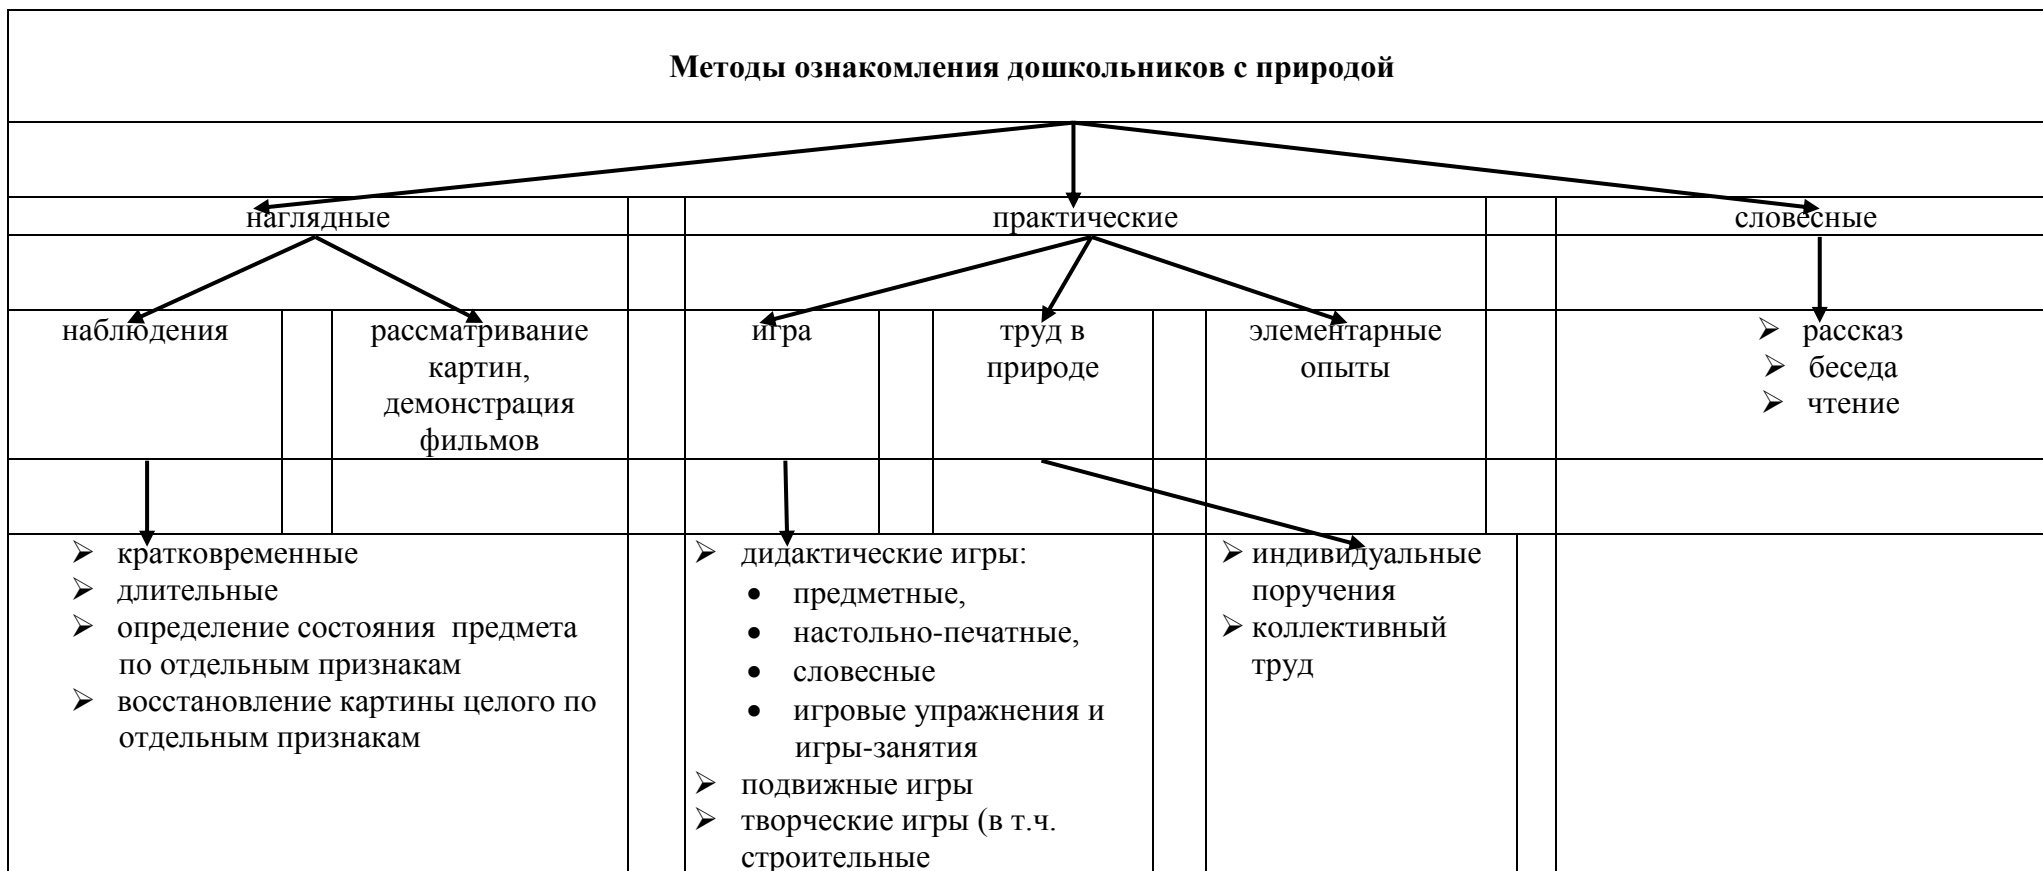 Методы ознакомления дошкольников с природой
наглядные
практические
словесные
наблюдения
рассматривание
картин,
демонстрация
фильмов
игра
труд в
природе
элементарные
опыты
➢ рассказ
➢ беседа
➢ чтение
➢ кратковременные
➢ длительные
➢ определение состояния предмета
по отдельным признакам
➢ восстановление картины целого по
отдельным признакам
➢ дидактические игры:
• предметные,
• настольно-печатные,
• словесные
• игровые упражнения и
игры-занятия
➢ подвижные игры
➢ творческие игры (в т.ч.
строительные
➢ индивидуальные
поручения
➢ коллективный
труд